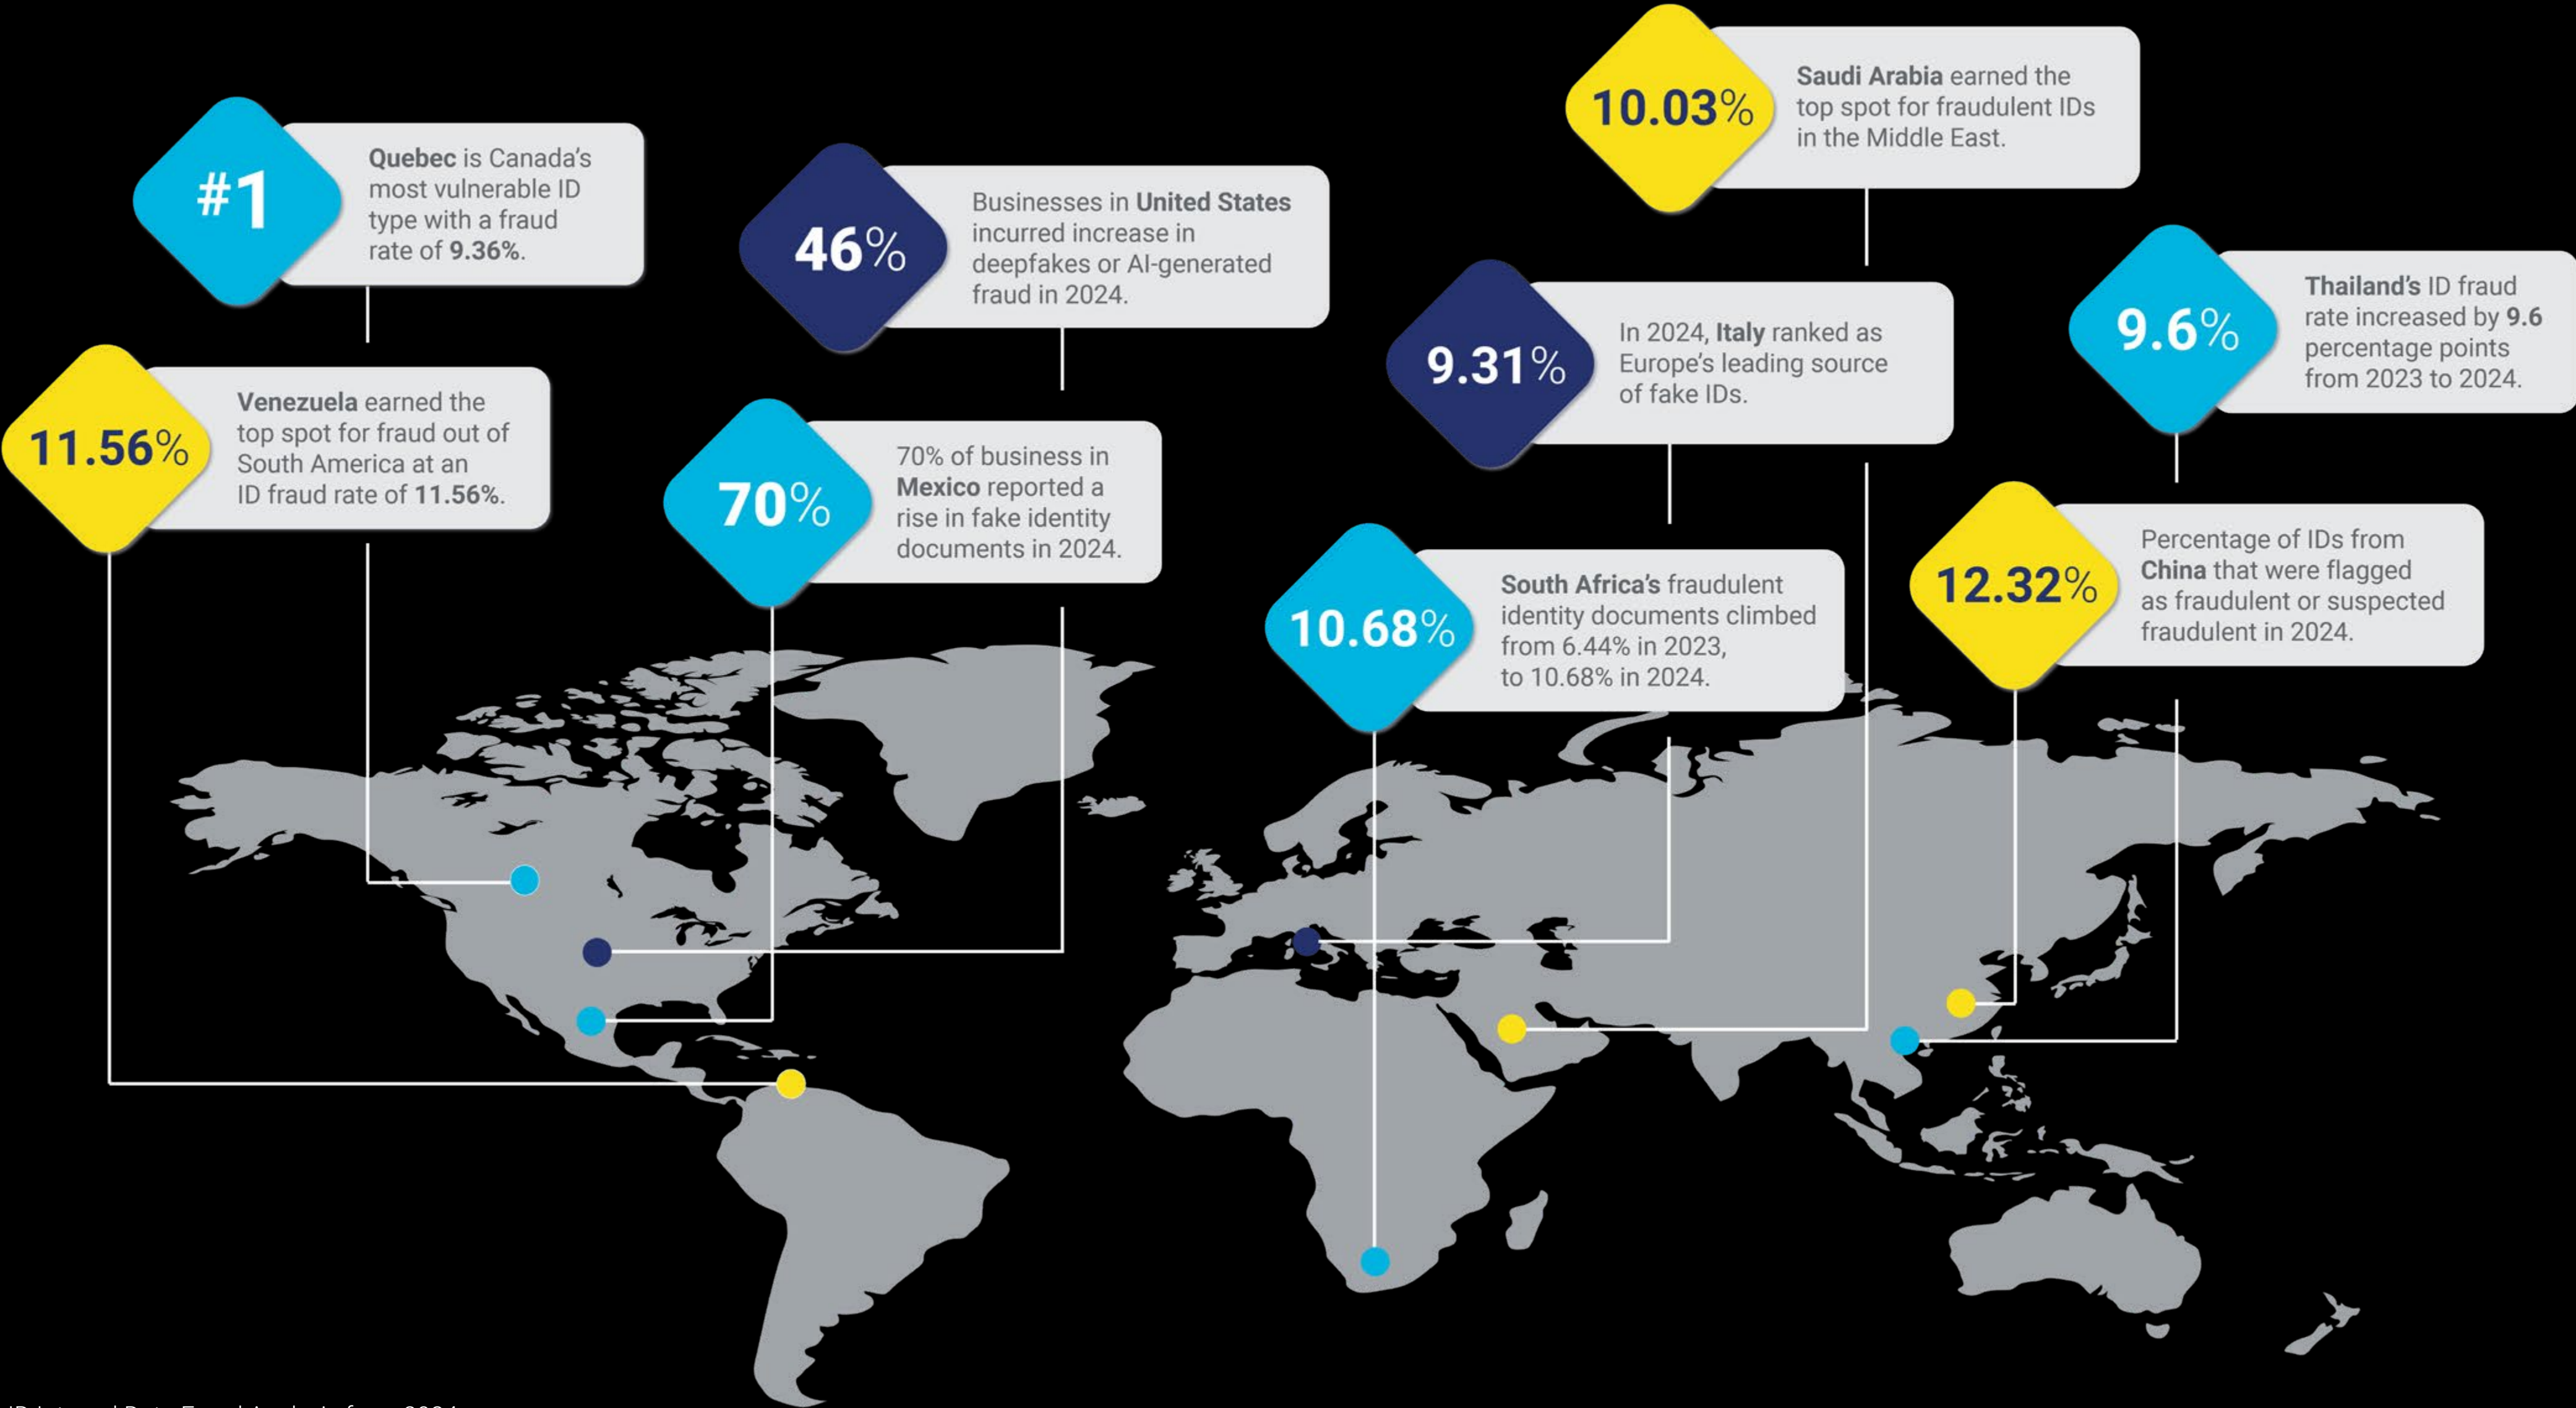 #1
Quebec is Canada's
most vulnerable ID
type with a fraud
rate of 9.36%.
11.56%
Venezuela earned the
top spot for fraud out of
South America at an
ID fraud rate of 11.56%.
46%
Businesses in United States
incurred increase in
deepfakes or AI-generated
fraud in 2024.
70%
70% of business in
Mexico reported a
rise in fake identity
documents in 2024.
10.03%
Saudi Arabia earned the
top spot for fraudulent IDs
in the Middle East.
9.31%
In 2024, Italy ranked as
Europe's leading source
of fake IDs.
10.68%
South Africa's fraudulent
identity documents climbed
from 6.44% in 2023,
to 10.68% in 2024.
9.6%
Thailand's ID fraud
rate increased by 9.6
percentage points
from 2023 to 2024.
12.32%
Percentage of IDs from
China that were flagged
as fraudulent or suspected
fraudulent in 2024.